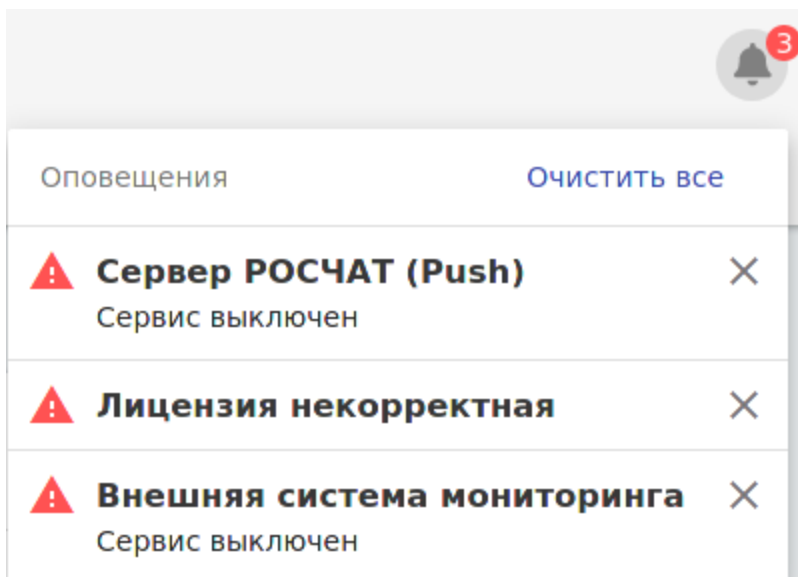 3
Оповещения Очистить все
Сервер РОСЧАТ (Push)
Сервис выключен
Лицензия некорректная
Внешняя система мониторинга
Сервис выключен